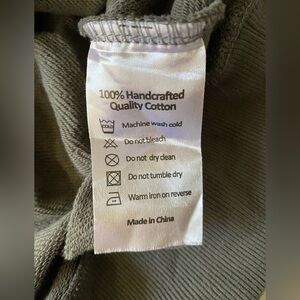 100% Handcrafted
Quality Cotton
COLD Machine wash cold
Do not bleach
Do not dry clean
Do not tumble dry
Warm iron on reverse
Made in China